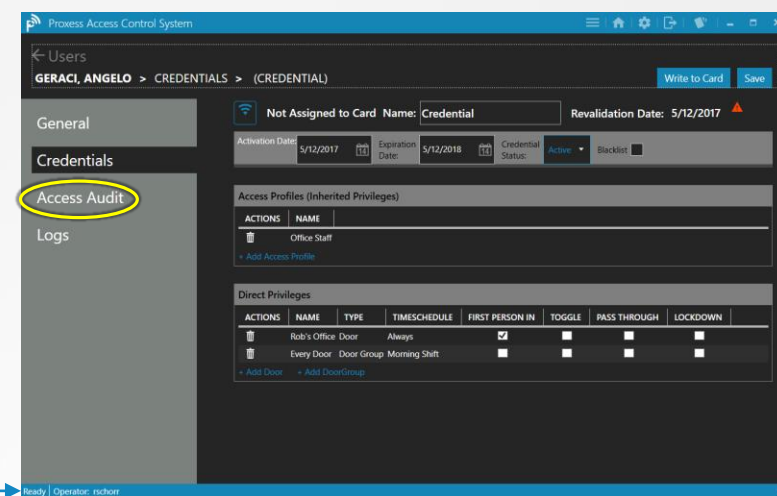 Proxess Access Control System
Users
GERACI, ANGELO > CREDENTIALS > (CREDENTIAL)
Write to Card Save
General
Credentials
Access Audit
Logs
Not Assigned to Card Name: Credential Revalidation Date: 5/12/2017
Activation Date: 5/12/2017 14 Expiration Date: 5/12/2018 14 Credential Status: Active Blacklist
Access Profiles (Inherited Privileges)
ACTIONS NAME
Office Staff
+ Add Access Profile
Direct Privileges
ACTIONS NAME TYPE TIMESCHEDULE FIRST PERSON IN TOGGLE PASS THROUGH LOCKDOWN
Rob's Office Door Always
Every Door Door Group Morning Shift
+ Add Door + Add DoorGroup
Ready Operator: rschorr